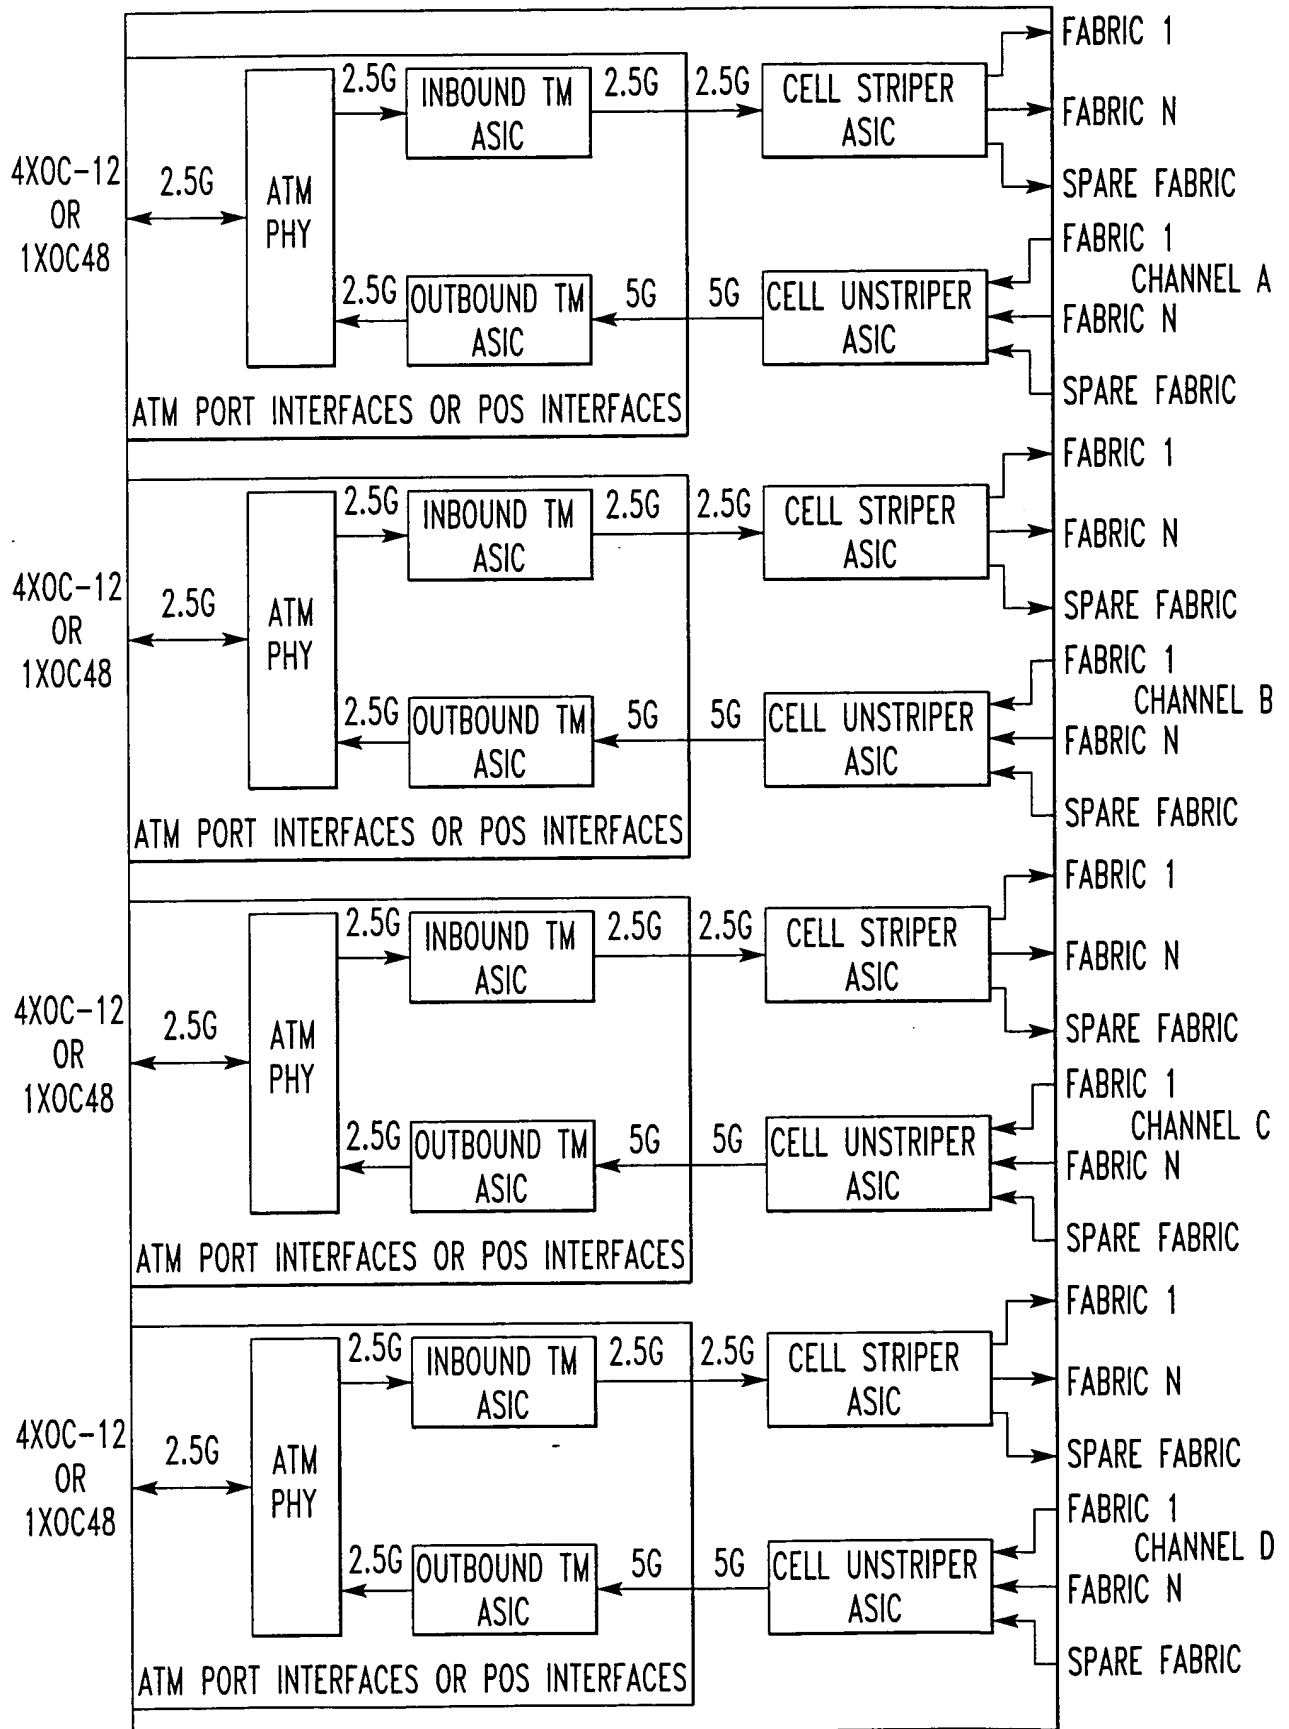 FABRIC 1
2.5G
INBOUND TM
ASIC
2.5G
2.5G
CELL STRIPER
ASIC
FABRIC N
4XOC-12
OR
1XOC48
2.5G
ATM
PHY
SPARE FABRIC
FABRIC 1
CHANNEL A
2.5G
OUTBOUND TM
ASIC
5G
5G
CELL UNSTRIPER
ASIC
FABRIC N
SPARE FABRIC
ATM PORT INTERFACES OR POS INTERFACES
FABRIC 1
2.5G
INBOUND TM
ASIC
2.5G
2.5G
CELL STRIPER
ASIC
FABRIC N
4XOC-12
OR
1XOC48
2.5G
ATM
PHY
SPARE FABRIC
FABRIC 1
CHANNEL B
2.5G
OUTBOUND TM
ASIC
5G
5G
CELL UNSTRIPER
ASIC
FABRIC N
SPARE FABRIC
ATM PORT INTERFACES OR POS INTERFACES
FABRIC 1
2.5G
INBOUND TM
ASIC
2.5G
2.5G
CELL STRIPER
ASIC
FABRIC N
4XOC-12
OR
1XOC48
2.5G
ATM
PHY
SPARE FABRIC
FABRIC 1
CHANNEL C
2.5G
OUTBOUND TM
ASIC
5G
5G
CELL UNSTRIPER
ASIC
FABRIC N
SPARE FABRIC
ATM PORT INTERFACES OR POS INTERFACES
FABRIC 1
2.5G
INBOUND TM
ASIC
2.5G
2.5G
CELL STRIPER
ASIC
FABRIC N
4XOC-12
OR
1XOC48
2.5G
ATM
PHY
SPARE FABRIC
FABRIC 1
CHANNEL D
2.5G
OUTBOUND TM
ASIC
5G
5G
CELL UNSTRIPER
ASIC
FABRIC N
SPARE FABRIC
ATM PORT INTERFACES OR POS INTERFACES